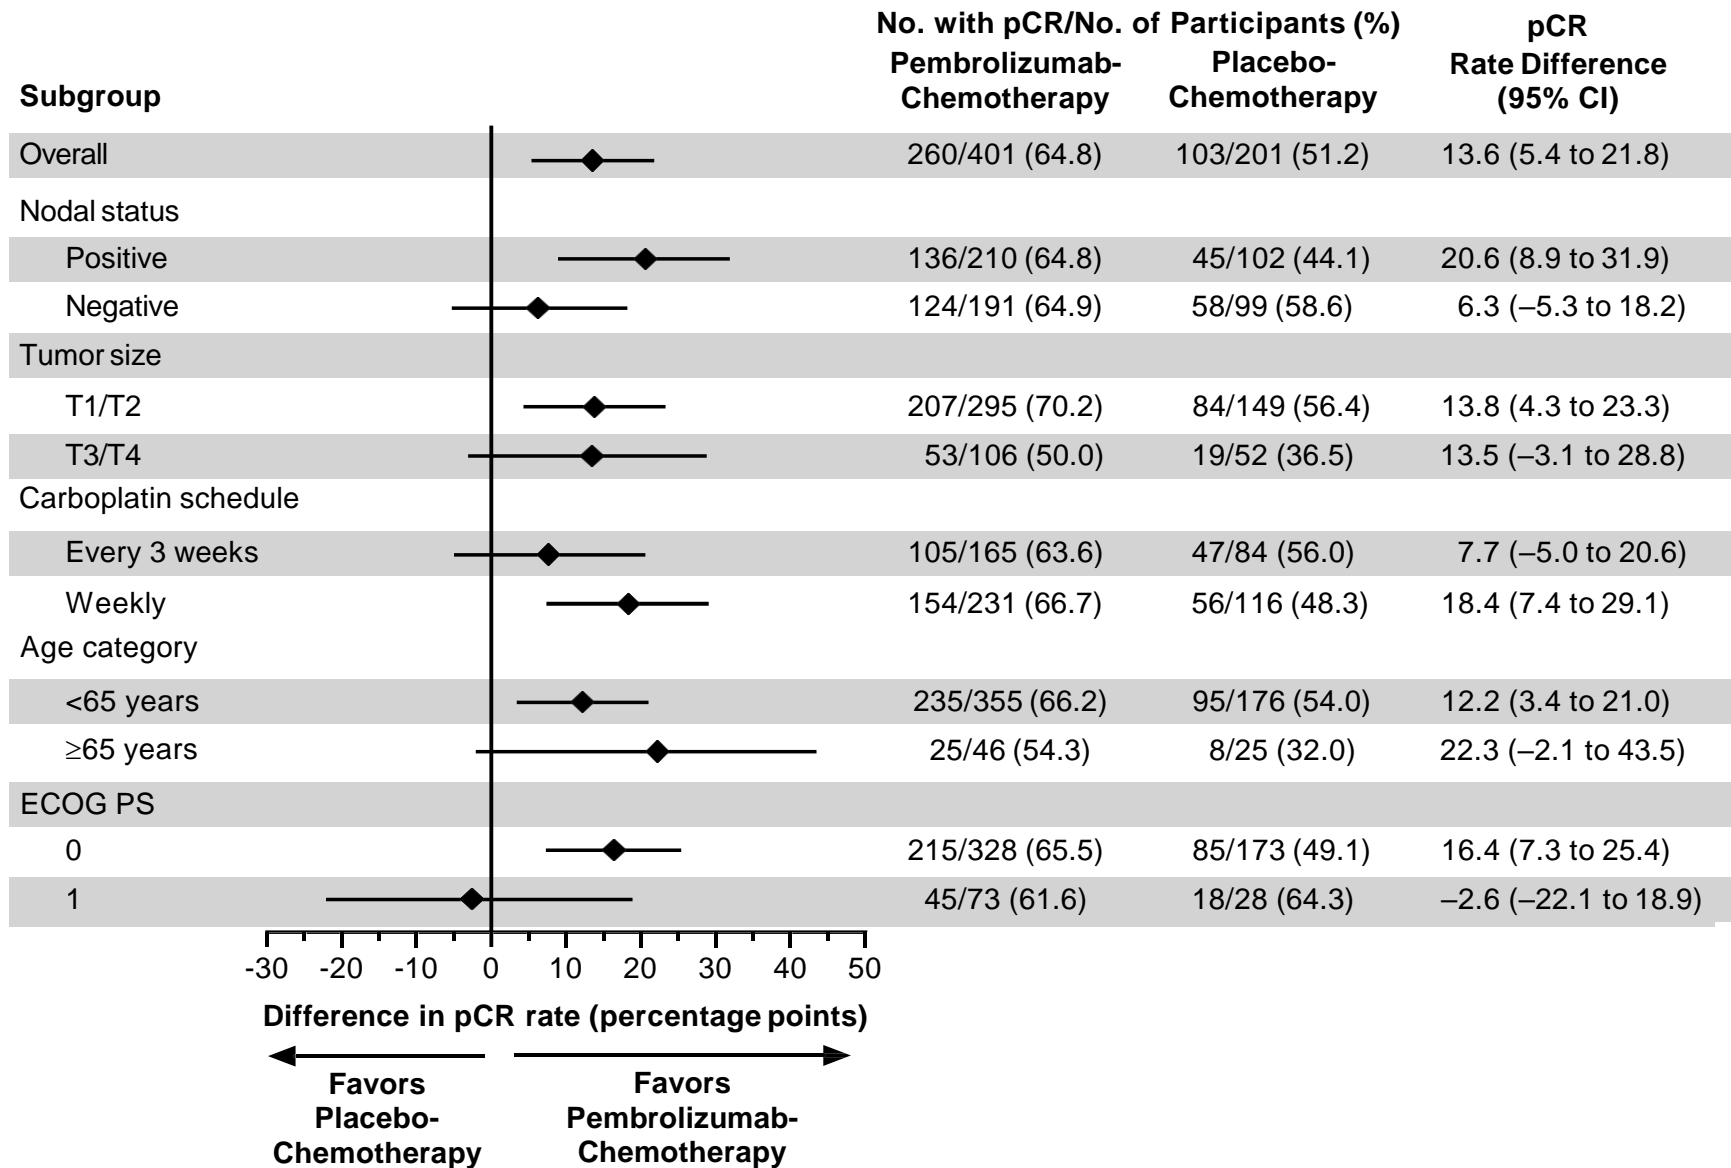 No. with pCR/No. of Participants (%) pCR
Pembrolizumab- Placebo- Rate Difference
Subgroup Chemotherapy Chemotherapy (95% CI)
Overall 260/401 (64.8) 103/201 (51.2) 13.6 (5.4 to 21.8)
Nodal status
Positive 136/210 (64.8) 45/102 (44.1) 20.6 (8.9 to 31.9)
Negative 124/191 (64.9) 58/99 (58.6) 6.3 (–5.3 to 18.2)
Tumor size
T1/T2 207/295 (70.2) 84/149 (56.4) 13.8 (4.3 to 23.3)
T3/T4 53/106 (50.0) 19/52 (36.5) 13.5 (–3.1 to 28.8)
Carboplatin schedule
Every 3 weeks 105/165 (63.6) 47/84 (56.0) 7.7 (–5.0 to 20.6)
Weekly 154/231 (66.7) 56/116 (48.3) 18.4 (7.4 to 29.1)
Age category
<65 years 235/355 (66.2) 95/176 (54.0) 12.2 (3.4 to 21.0)
≥65 years 25/46 (54.3) 8/25 (32.0) 22.3 (–2.1 to 43.5)
ECOG PS
0 215/328 (65.5) 85/173 (49.1) 16.4 (7.3 to 25.4)
1 45/73 (61.6) 18/28 (64.3) –2.6 (–22.1 to 18.9)
-30 -20 -10 0 10 20 30 40 50
Difference in pCR rate (percentage points)
Favors Favors
Placebo- Pembrolizumab-
Chemotherapy Chemotherapy